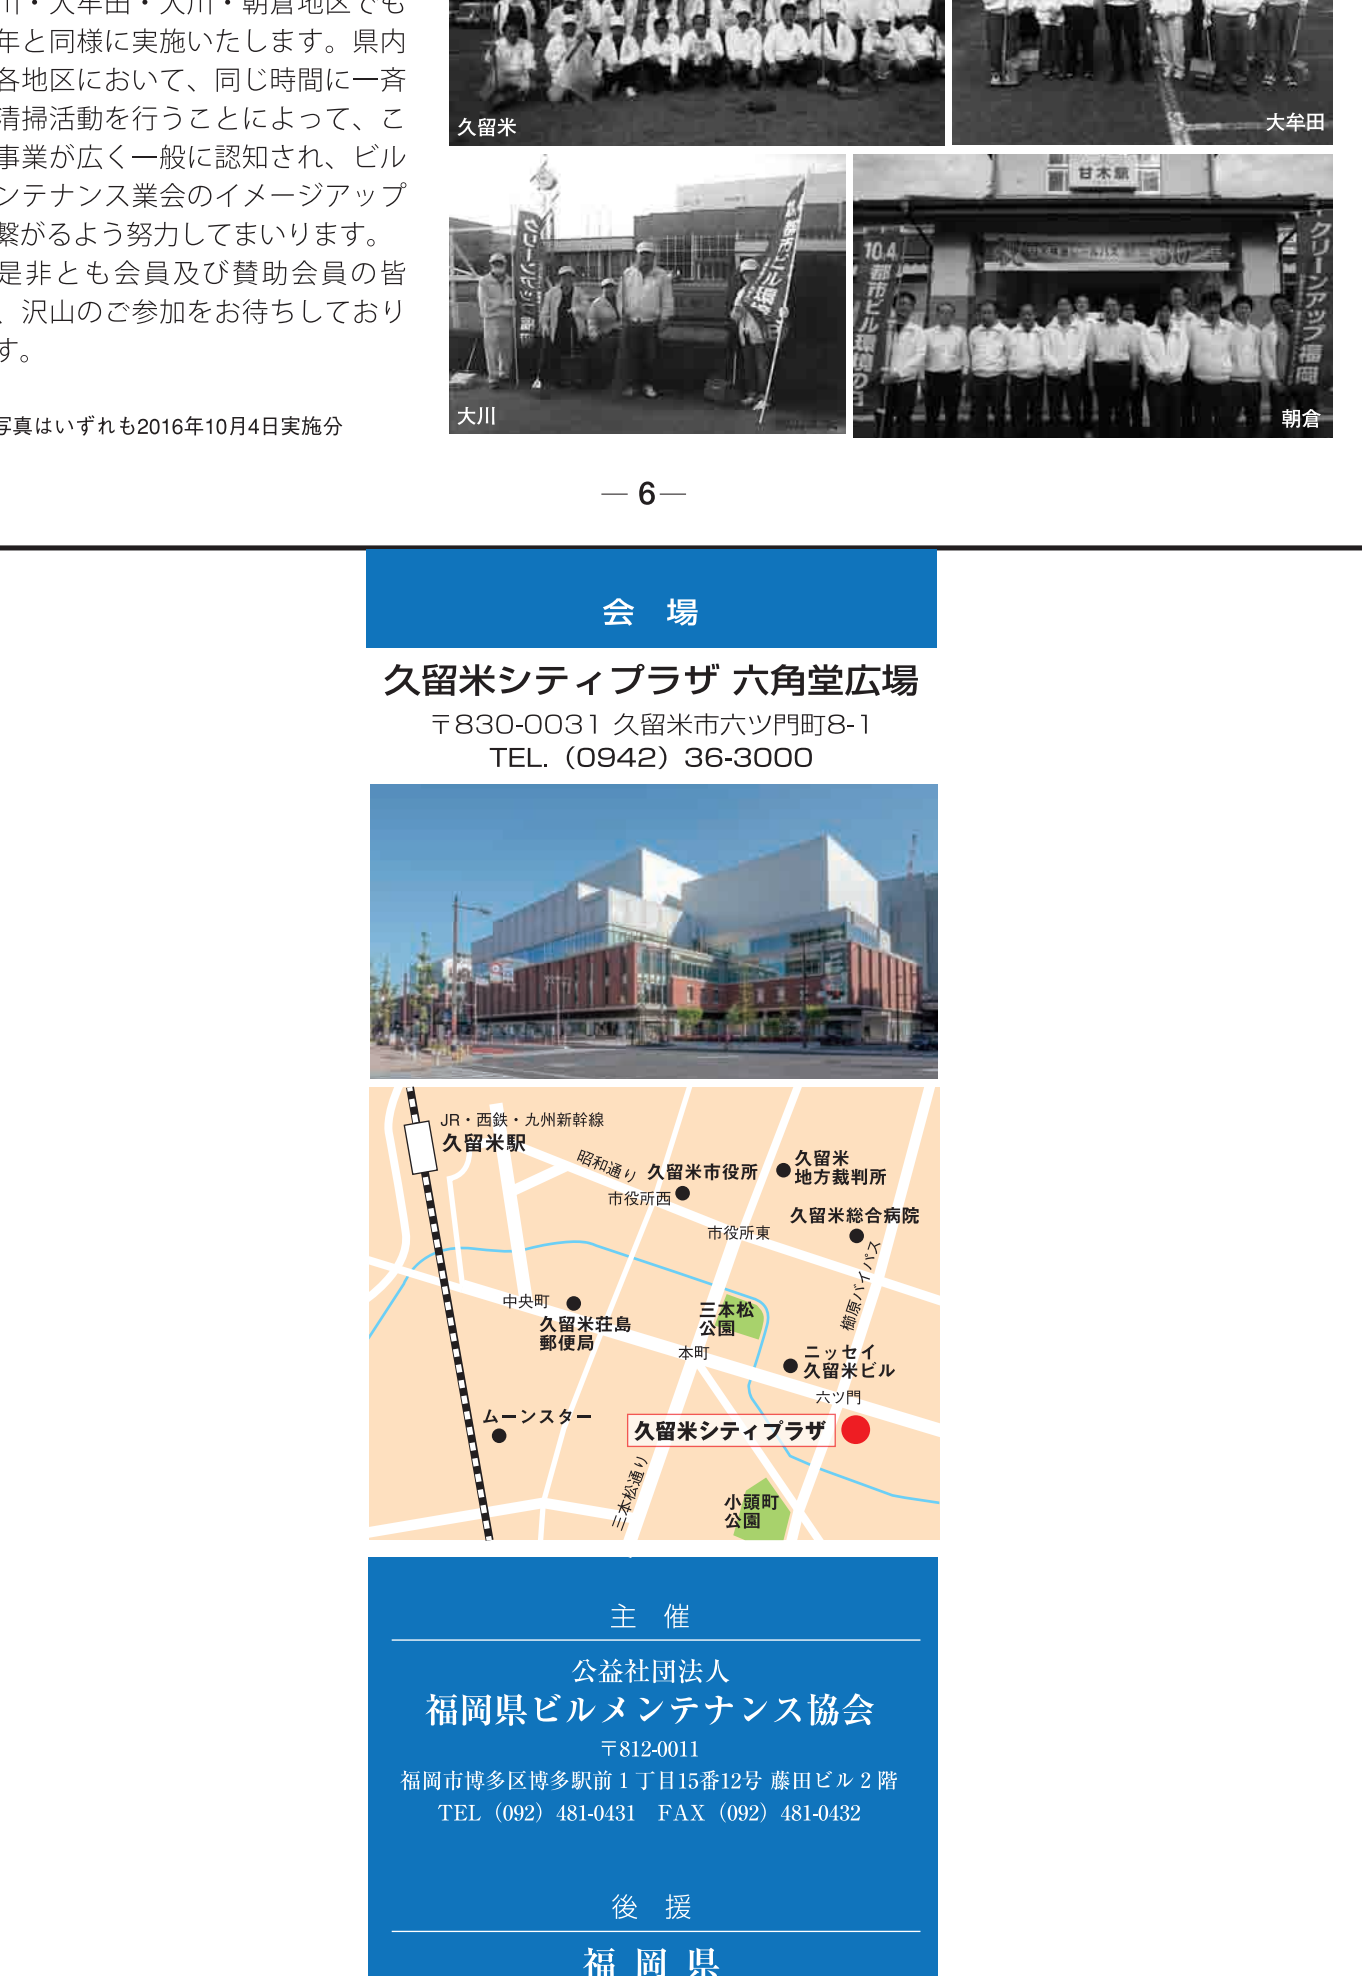 川・大牟田・大川・朝倉地区でも
年と同様に実施いたします。県内
各地区において、同じ時間に一斉
清掃活動を行うことによって、こ
事業が広く一般に認知され、ビル
ンテナンス業会のイメージアップ
繋がるよう努力してまいります。
是非とも会員及び賛助会員の皆
、沢山のご参加をお待ちしており
す。
写真はいずれも2016年10月4日実施分
久留米
大牟田
大川
甘木駅
10.4
都市ビル環境の日
クリーンアップ福岡
朝倉
― 6 ―
会 場
久留米シティプラザ 六角堂広場
〒830-0031 久留米市六ツ門町8-1
TEL.（0942）36-3000
JR・西鉄・九州新幹線
久留米駅
昭和通り
久留米市役所
市役所西
久留米
地方裁判所
久留米総合病院
市役所東
櫛原バイパス
中央町
久留米荘島
郵便局
三本松
公園
本町
ニッセイ
久留米ビル
六ツ門
ムーンスター
久留米シティプラザ
三本松通り
小頭町
公園
主 催
公益社団法人
福岡県ビルメンテナンス協会
〒812-0011
福岡市博多区博多駅前1丁目15番12号 藤田ビル2階
TEL（092）481-0431 FAX（092）481-0432
後 援
福 岡 県